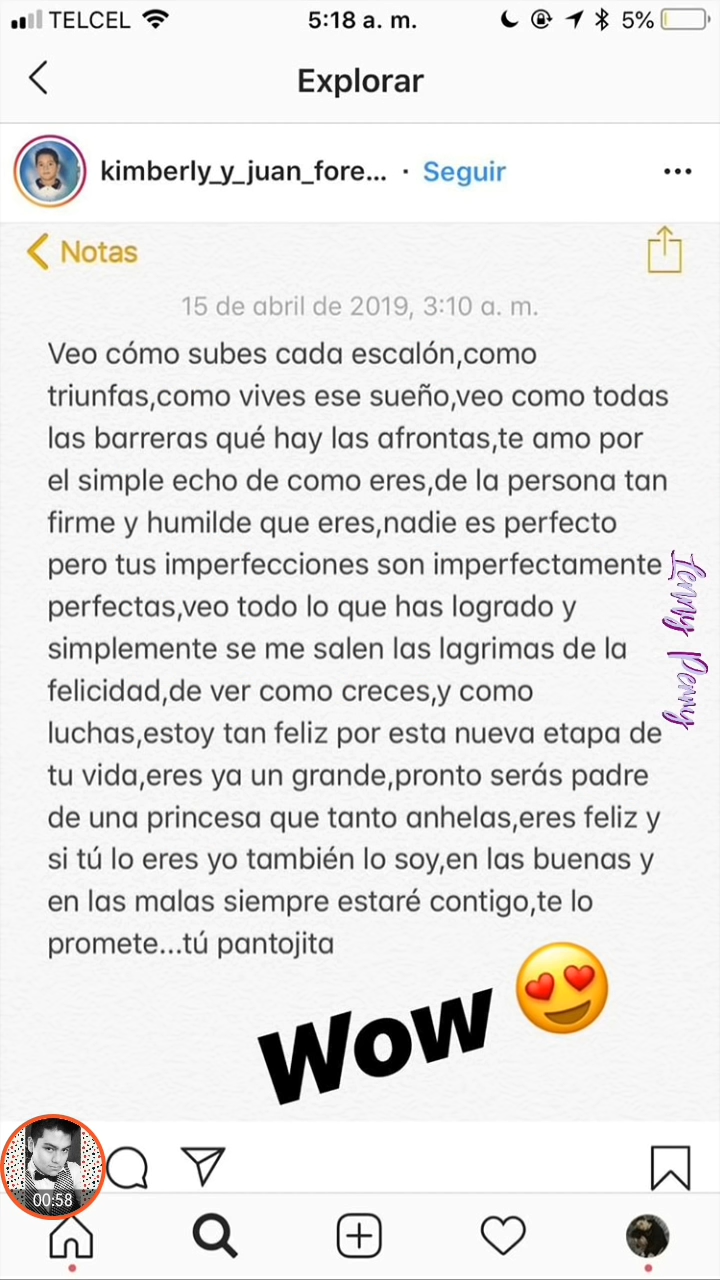 TELCEL 5:18 a. m. 5%
Explorar
kimberly_y_juan_fore... · Seguir
Notas
15 de abril de 2019, 3:10 a. m.
Veo cómo subes cada escalón,como
triunfas,como vives ese sueño,veo como todas
las barreras qué hay las afrontas,te amo por
el simple echo de como eres,de la persona tan
firme y humilde que eres,nadie es perfecto
pero tus imperfecciones son imperfectamente
perfectas,veo todo lo que has logrado y
simplemente se me salen las lagrimas de la
felicidad,de ver como creces,y como
luchas,estoy tan feliz por esta nueva etapa de
tu vida,eres ya un grande,pronto serás padre
de una princesa que tanto anhelas,eres feliz y
si tú lo eres yo también lo soy,en las buenas y
en las malas siempre estaré contigo,te lo
promete...tú pantojita
Lenny Penny
Wow
00:58